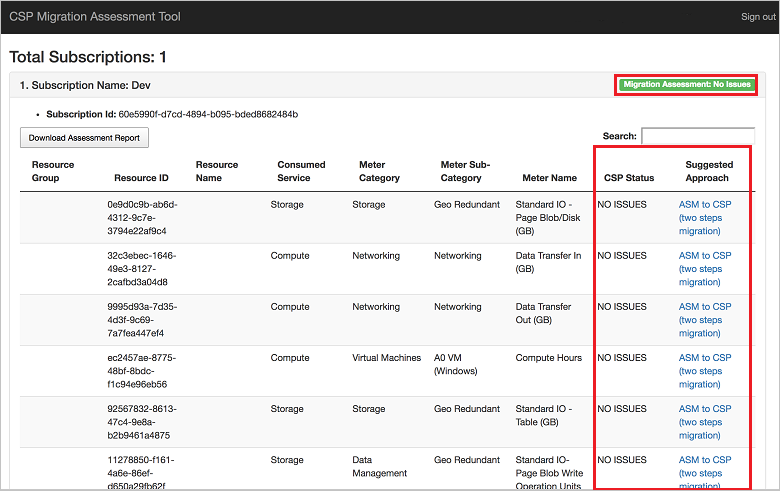 CSP Migration Assessment Tool Sign out
Total Subscriptions: 1
1. Subscription Name: Dev Migration Assessment: No Issues
• Subscription Id: 60e5990f-d7cd-4894-b095-bded8682484b
Download Assessment Report Search:
Resource Group Resource ID Resource Name Consumed Service Meter Category Meter Sub-Category Meter Name CSP Status Suggested Approach
0e9d0c9b-ab6d-4312-9c7e-3794e22af9c4 Storage Storage Geo Redundant Standard IO - Page Blob/Disk (GB) NO ISSUES ASM to CSP (two steps migration)
32c3ebec-1646-49e3-8127-2cafbd3a04d8 Compute Networking Networking Data Transfer In (GB) NO ISSUES ASM to CSP (two steps migration)
9995d93a-7d35-4d3f-9c69-7a7fea447ef4 Compute Networking Networking Data Transfer Out (GB) NO ISSUES ASM to CSP (two steps migration)
ec2457ae-8775-48bf-8bdc-f1c94e96eb56 Compute Virtual Machines A0 VM (Windows) Compute Hours NO ISSUES ASM to CSP (two steps migration)
92567832-8613-47c4-9e8a-b2b9461a4875 Storage Storage Geo Redundant Standard IO - Table (GB) NO ISSUES ASM to CSP (two steps migration)
11278850-f161-4a6e-86ef-d650a29fb62f Storage Data Management Geo Redundant Standard IO- Page Blob Write Operation Units NO ISSUES ASM to CSP (two steps migration)